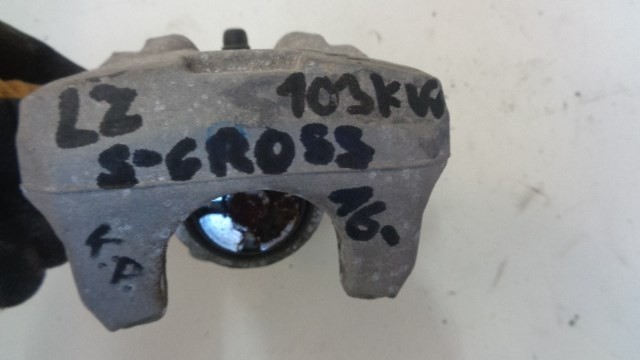 LZ 103KW
S-CROSS
16.
K.P.